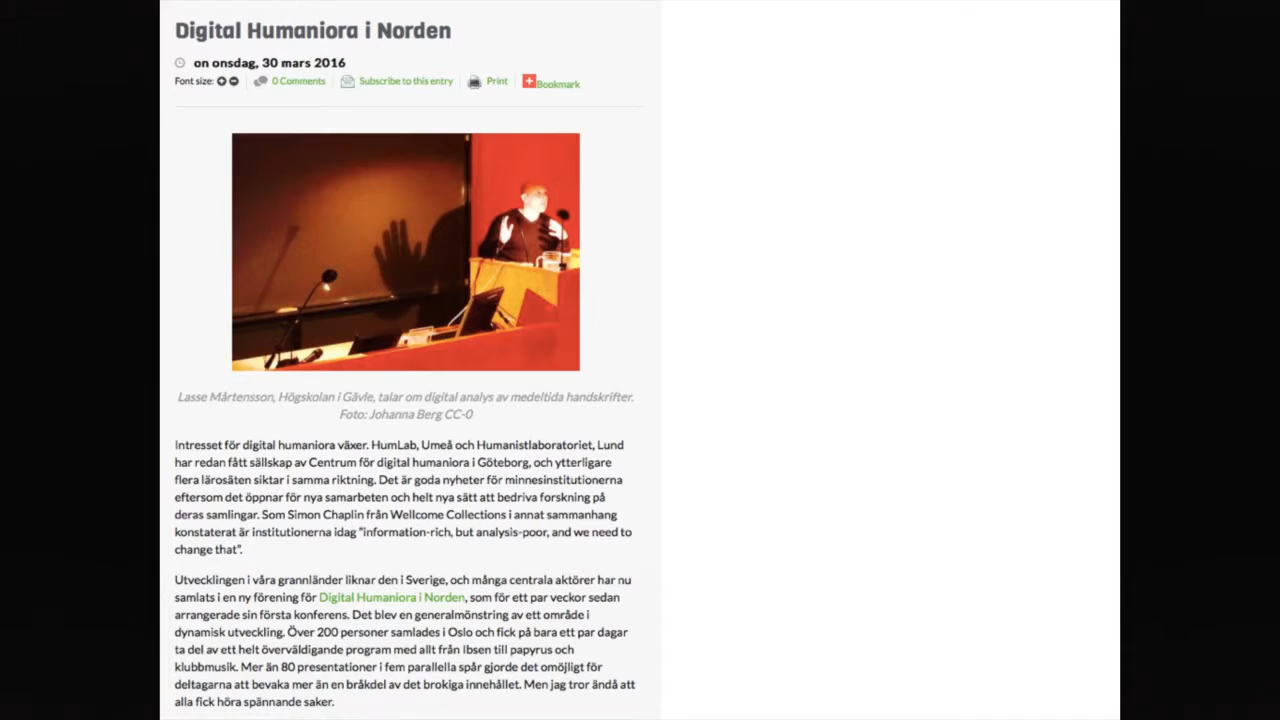 Digital Humaniora i Norden
on onsdag, 30 mars 2016
Font size: 0 Comments Subscribe to this entry Print Bookmark
Lasse Mårtensson, Högskolan i Gävle, talar om digital analys av medeltida handskrifter.
Foto: Johanna Berg CC-0
Intresset för digital humaniora växer. HumLab, Umeå och Humanistlaboratoriet, Lund
har redan fått sällskap av Centrum för digital humaniora i Göteborg, och ytterligare
flera lärosäten siktar i samma riktning. Det är goda nyheter för minnesinstitutionerna
eftersom det öppnar för nya samarbeten och helt nya sätt att bedriva forskning på
deras samlingar. Som Simon Chaplin från Wellcome Collections i annat sammanhang
konstaterat är institutionerna idag "information-rich, but analysis-poor, and we need to
change that".
Utvecklingen i våra grannländer liknar den i Sverige, och många centrala aktörer har nu
samlats i en ny förening för Digital Humaniora i Norden, som för ett par veckor sedan
arrangerade sin första konferens. Det blev en generalmönstring av ett område i
dynamisk utveckling. Över 200 personer samlades i Oslo och fick på bara ett par dagar
ta del av ett helt överväldigande program med allt från Ibsen till papyrus och
klubbmusik. Mer än 80 presentationer i fem parallella spår gjorde det omöjligt för
deltagarna att bevaka mer än en bråkdel av det brokiga innehållet. Men jag tror ändå att
alla fick höra spännande saker.